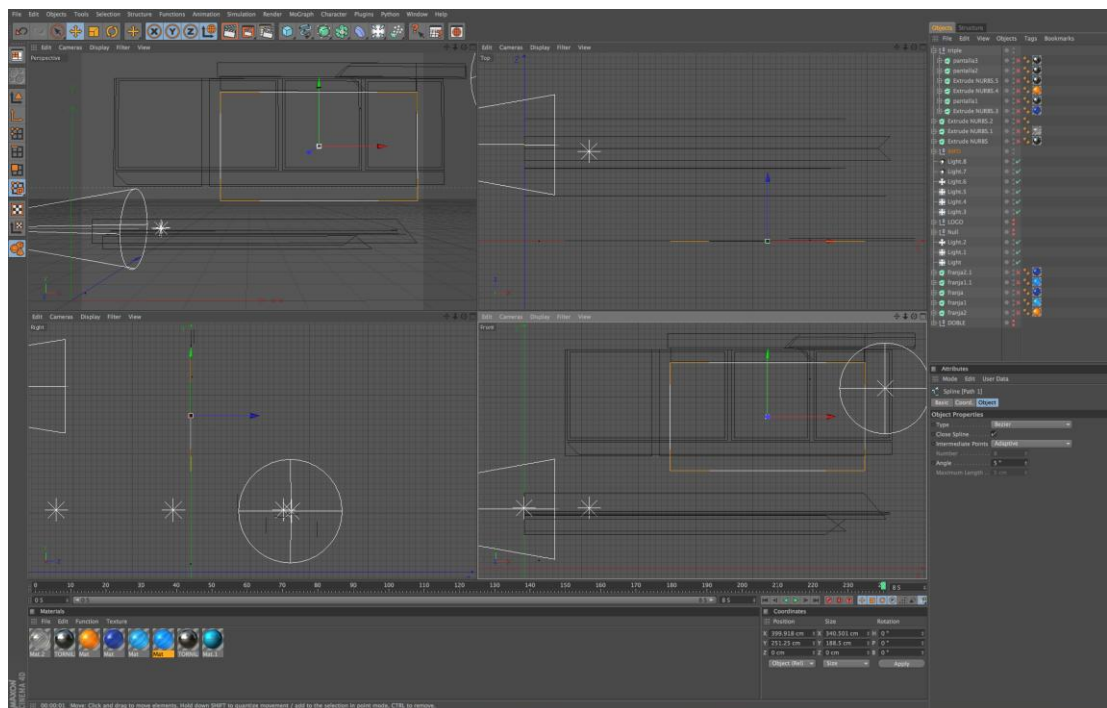 File Edit Objects Tools Selection Structure Functions Animation Simulation Render MoGraph Character Plugins Python Window Help
Objects Structure
File Edit View Objects Tags Bookmarks
Edit Cameras Display Filter View
Perspective
Edit Cameras Display Filter View
Top
triple
pantalla3
pantalla2
Extrude NURBS.5
Extrude NURBS.4
pantalla1
Extrude NURBS.3
Extrude NURBS.2
Extrude NURBS.1
Extrude NURBS
Light.8
Light.7
Light.6
Light.5
Light.4
Light.3
LOGO
Null
Light.2
Light.1
Light
franja2.1
franja1.1
franja
franja1
franja2
DOBLE
Edit Cameras Display Filter View
Right
Edit Cameras Display Filter View
Front
Attributes
Mode Edit User Data
Spline [Path 1]
Basic Coord. Object
Object Properties
Type Bezier
Close Spline
Intermediate Points Adaptive
Number
Angle 5 °
Maximum Length 5 cm
0 10 20 30 40 50 60 70 80 90 100 110 120 130 140 150 160 170 180 190 200 210 220 230
Materials
File Edit Function Texture
Mat.2 Mat Mat Mat Mat Mat.1
Coordinates
Position Size Rotation
X 399.918 cm X 340.501 cm H 0 °
Y 251.25 cm Y 188.5 cm P 0 °
Z 0 cm Z 0 cm B 0 °
Object (Rel) Size Apply
MAXON
CINEMA 4D
00:00:01 Move: Click and drag to move elements. Hold down SHIFT to quantize movement / add to the selection in point mode, CTRL to remove.